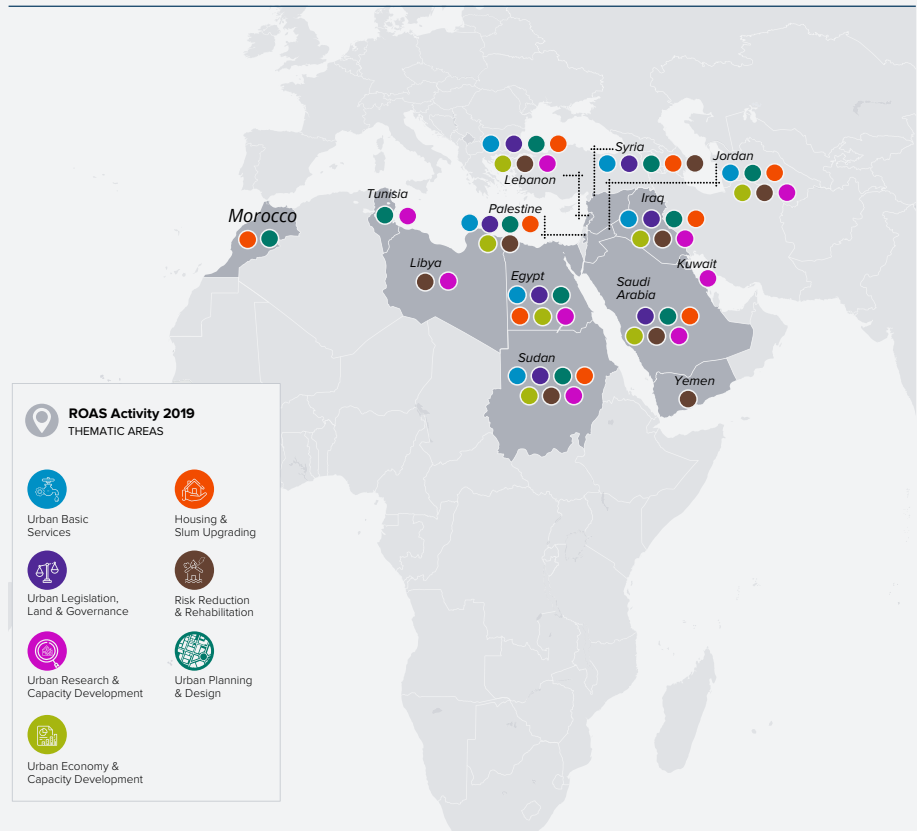 Syria
Jordan
Lebanon
Tunisia
Iraq
Morocco
Palestine
Libya
Egypt
Kuwait
Saudi
Arabia
Sudan
Yemen
ROAS Activity 2019
THEMATIC AREAS
Urban Basic
Services
Housing &
Slum Upgrading
Urban Legislation,
Land & Governance
Risk Reduction
& Rehabilitation
Urban Research &
Capacity Development
Urban Planning
& Design
Urban Economy &
Capacity Development